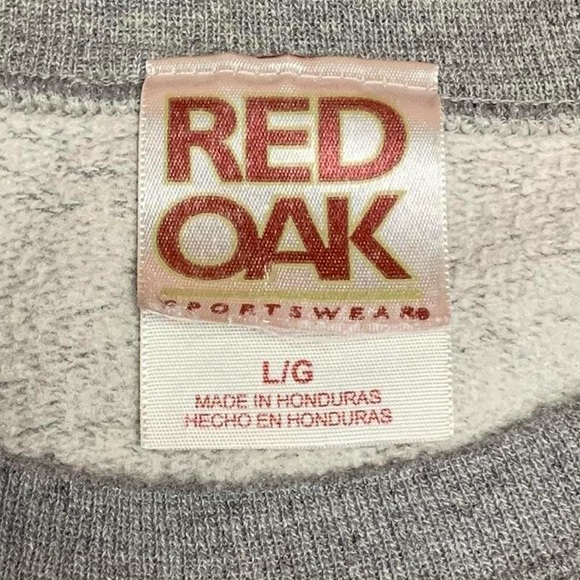 RED
OAK
SPORTSWEAR®
L/G
MADE IN HONDURAS
HECHO EN HONDURAS